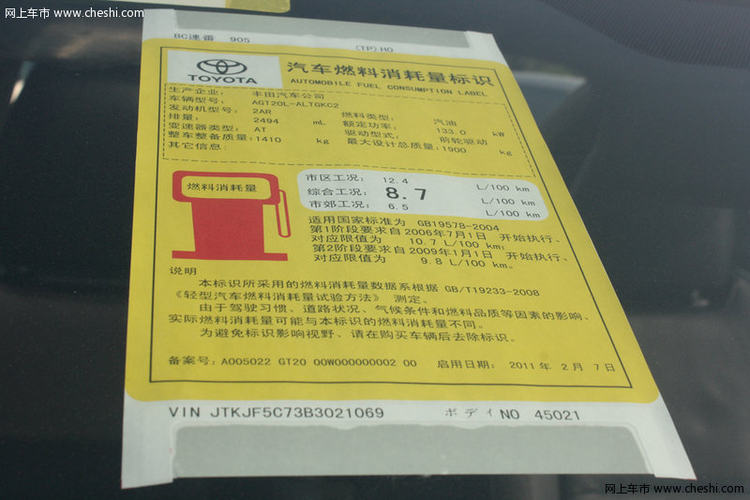 网上车市 - www.cheshi.com
BC速番 905
(TP).HO
TOYOTA
汽车燃料消耗量标识
AUTOMOBILE FUEL CONSUMPTION LABEL
生产企业: 丰田汽车公司
车辆型号: AGT20L-ALTGKC2
发动机型号: 2AR 燃料类型: 汽油
排量: 2494 mL 额定功率: 133.0 kW
变速器类型: AT 驱动型式: 前轮驱动
整车整备质量: 1410 kg 最大设计总质量: 1900 kg
其它信息:
燃料消耗量
市区工况: 12.4 L/100 km
综合工况: 8.7 L/100 km
市郊工况: 6.5 L/100 km
适用国家标准为 GB19578-2004
第1阶段要求自2006年7月1日 开始执行、
对应限值为 10.7 L/100 km;
第2阶段要求自2009年1月1日 开始执行、
对应限值为 9.8 L/100 km。
说明
本标识所采用的燃料消耗量数据系根据 GB/T19233-2008
《轻型汽车燃料消耗量试验方法》 测定。
由于驾驶习惯、道路状况、气候条件和燃料品质等因素的影响、
实际燃料消耗量可能与本标识的燃料消耗量不同。
为避免标识影响视野、请在购买车辆后去除标识。
备案号: A005022 GT20 00W000000002 00 启用日期: 2011 年 2 月 7 日
VIN JTKJF5C73B3021069 ボデイ NO 45021
网上车市 - www.cheshi.com